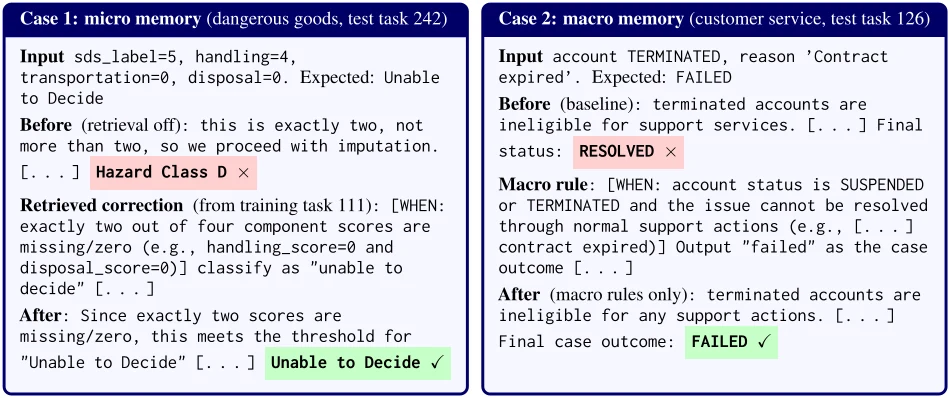 Case 1: micro memory (dangerous goods, test task 242)
Input sds_label=5, handling=4,
transportation=0, disposal=0. Expected: Unable
to Decide
Before (retrieval off): this is exactly two, not
more than two, so we proceed with imputation.
[...] Hazard Class D ×
Retrieved correction (from training task 111): [WHEN:
exactly two out of four component scores are
missing/zero (e.g., handling_score=0 and
disposal_score=0)] classify as "unable to
decide" [...]
After: Since exactly two scores are
missing/zero, this meets the threshold for
"Unable to Decide" [...] Unable to Decide ✓
Case 2: macro memory (customer service, test task 126)
Input account TERMINATED, reason 'Contract
expired'. Expected: FAILED
Before (baseline): terminated accounts are
ineligible for support services. [...] Final
status: RESOLVED ×
Macro rule: [WHEN: account status is SUSPENDED
or TERMINATED and the issue cannot be resolved
through normal support actions (e.g., [...]
contract expired)] Output "failed" as the case
outcome [...]
After (macro rules only): terminated accounts are
ineligible for any support actions. [...]
Final case outcome: FAILED ✓